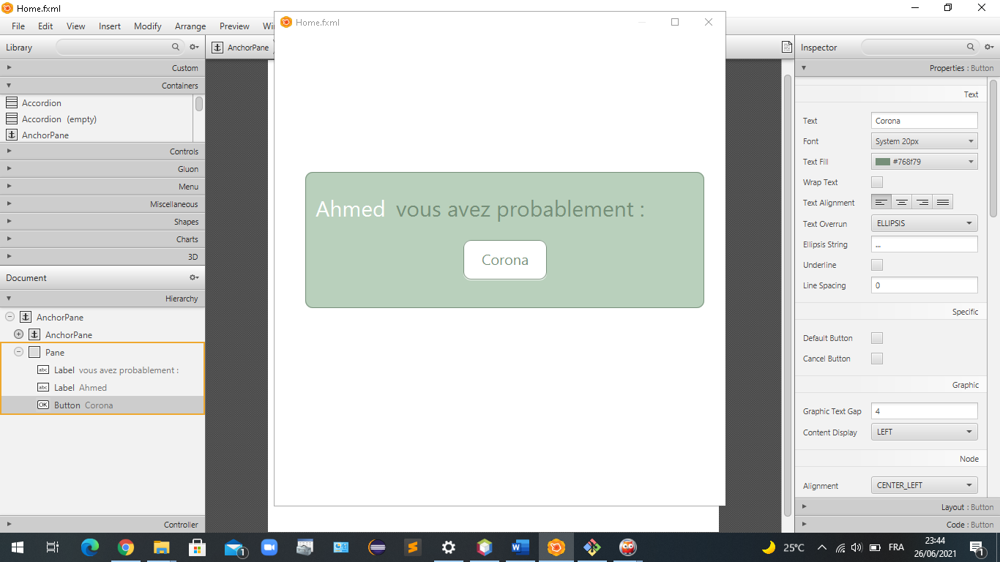 Home.fxml
File Edit View Insert Modify Arrange Preview
Library
Custom
Containers
Accordion
Accordion (empty)
AnchorPane
Controls
Gluon
Menu
Miscellaneous
Shapes
Charts
3D
Document
Hierarchy
AnchorPane
AnchorPane
Pane
abc Label vous avez probablement :
abc Label Ahmed
OK Button Corona
Controller
AnchorPane
Home.fxml
Ahmed vous avez probablement :
Corona
Inspector
Properties : Button
Text
Text Corona
Font System 20px
Text Fill #768f79
Wrap Text
Text Alignment
Text Overrun ELLIPSIS
Ellipsis String ...
Underline
Line Spacing 0
Specific
Default Button
Cancel Button
Graphic
Graphic Text Gap 4
Content Display LEFT
Node
Alignment CENTER_LEFT
Layout : Button
Code : Button
1
W
25°C
FRA
23:44
26/06/2021
1